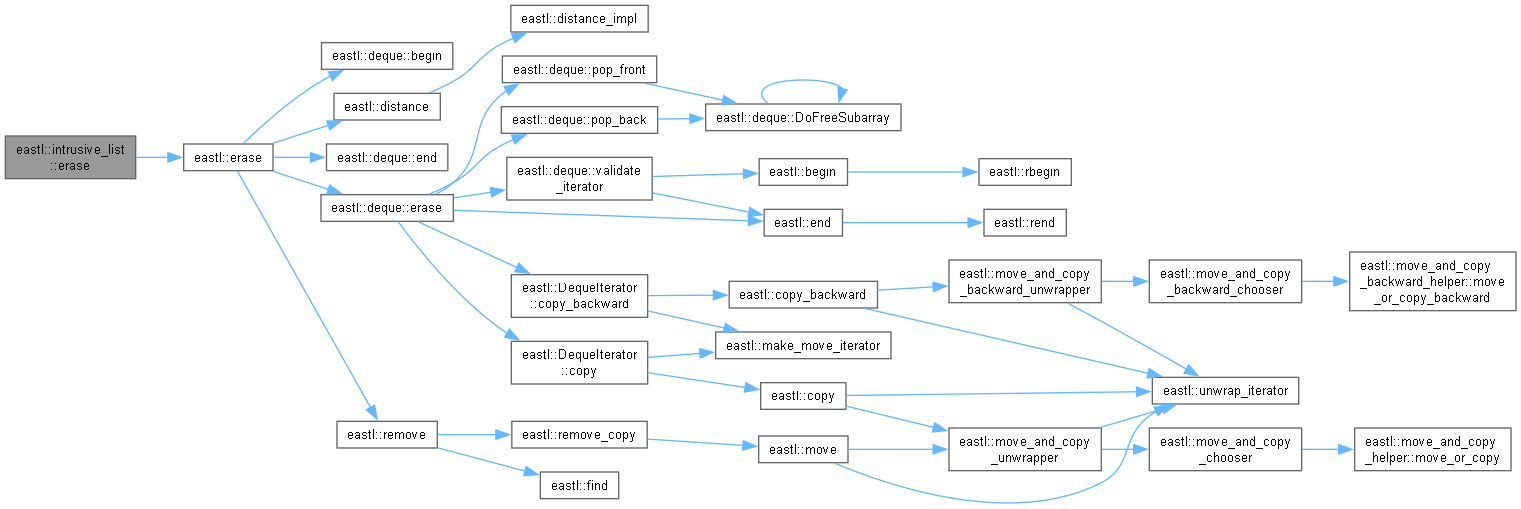 eastl::intrusive_list
::erase
eastl::erase
eastl::deque::begin
eastl::distance
eastl::deque::end
eastl::deque::erase
eastl::remove
eastl::distance_impl
eastl::deque::pop_front
eastl::deque::pop_back
eastl::deque::validate
_iterator
eastl::DequeIterator
::copy_backward
eastl::DequeIterator
::copy
eastl::remove_copy
eastl::find
eastl::deque::DoFreeSubarray
eastl::begin
eastl::end
eastl::copy_backward
eastl::make_move_iterator
eastl::copy
eastl::move
eastl::rbegin
eastl::rend
eastl::move_and_copy
_backward_unwrapper
eastl::move_and_copy
_unwrapper
eastl::move_and_copy
_backward_chooser
eastl::unwrap_iterator
eastl::move_and_copy
_chooser
eastl::move_and_copy
_backward_helper::move
_or_copy_backward
eastl::move_and_copy
_helper::move_or_copy